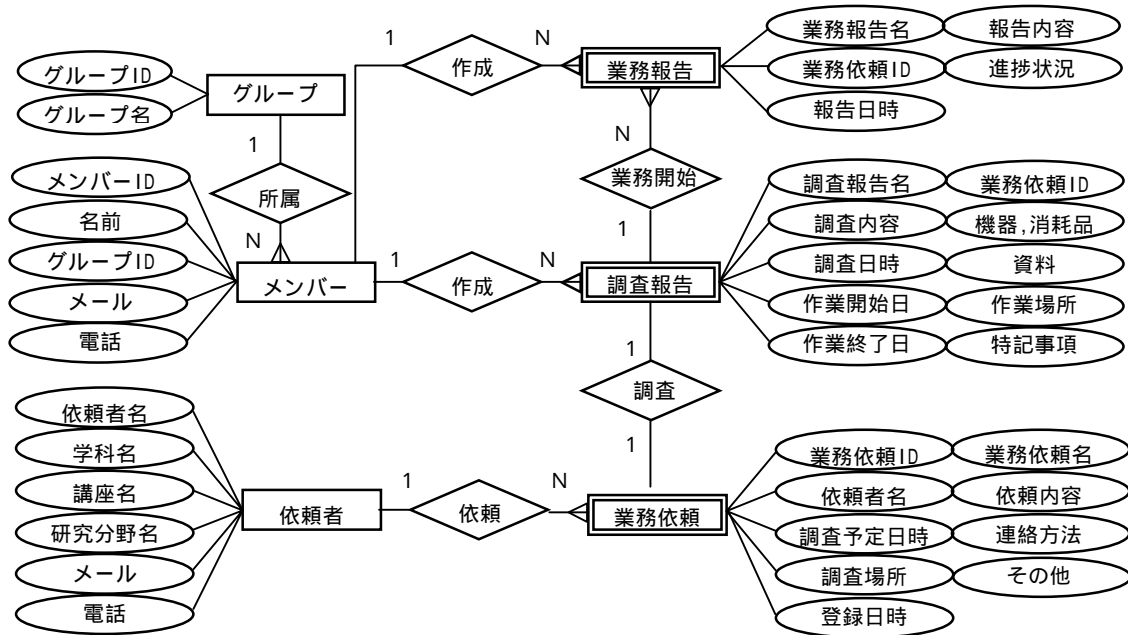 1
作成
N
業務報告
業務報告名
報告内容
業務依頼ID
進捗状況
報告日時
グループID
グループ名
グループ
1
所属
N
N
業務開始
1
メンバーID
名前
グループID
メール
電話
メンバー
1
作成
N
調査報告
調査報告名
業務依頼ID
調査内容
機器,消耗品
調査日時
資料
作業開始日
作業場所
作業終了日
特記事項
1
調査
1
依頼者名
学科名
講座名
研究分野名
メール
電話
依頼者
1
依頼
N
業務依頼
業務依頼ID
業務依頼名
依頼者名
依頼内容
調査予定日時
連絡方法
調査場所
その他
登録日時